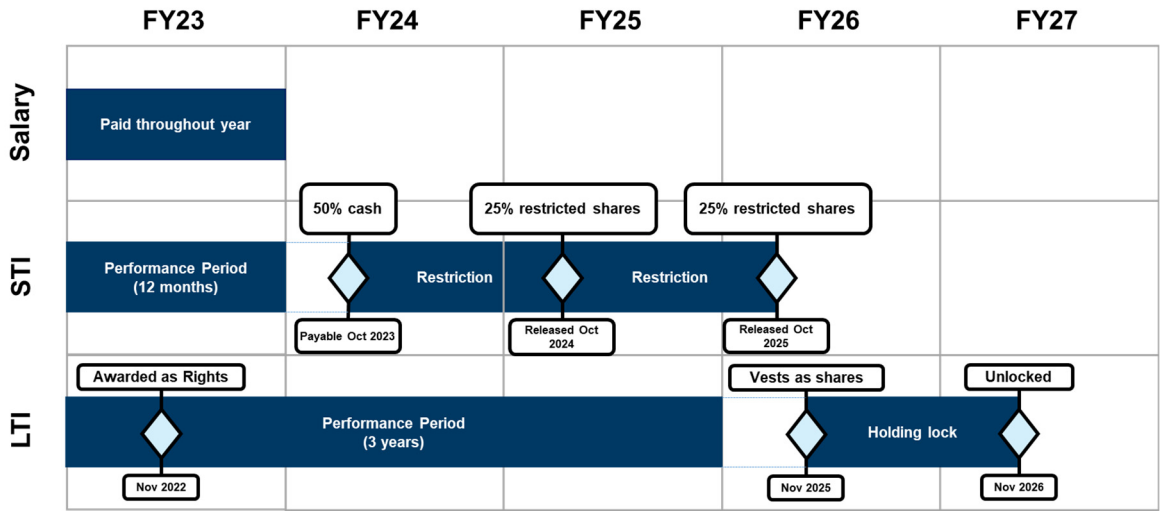 FY23
FY24
FY25
FY26
FY27
Salary
Paid throughout year
STI
50% cash
25% restricted shares
25% restricted shares
Performance Period
(12 months)
Restriction
Restriction
Payable Oct 2023
Released Oct
2024
Released Oct
2025
LTI
Awarded as Rights
Vests as shares
Unlocked
Performance Period
(3 years)
Holding lock
Nov 2022
Nov 2025
Nov 2026